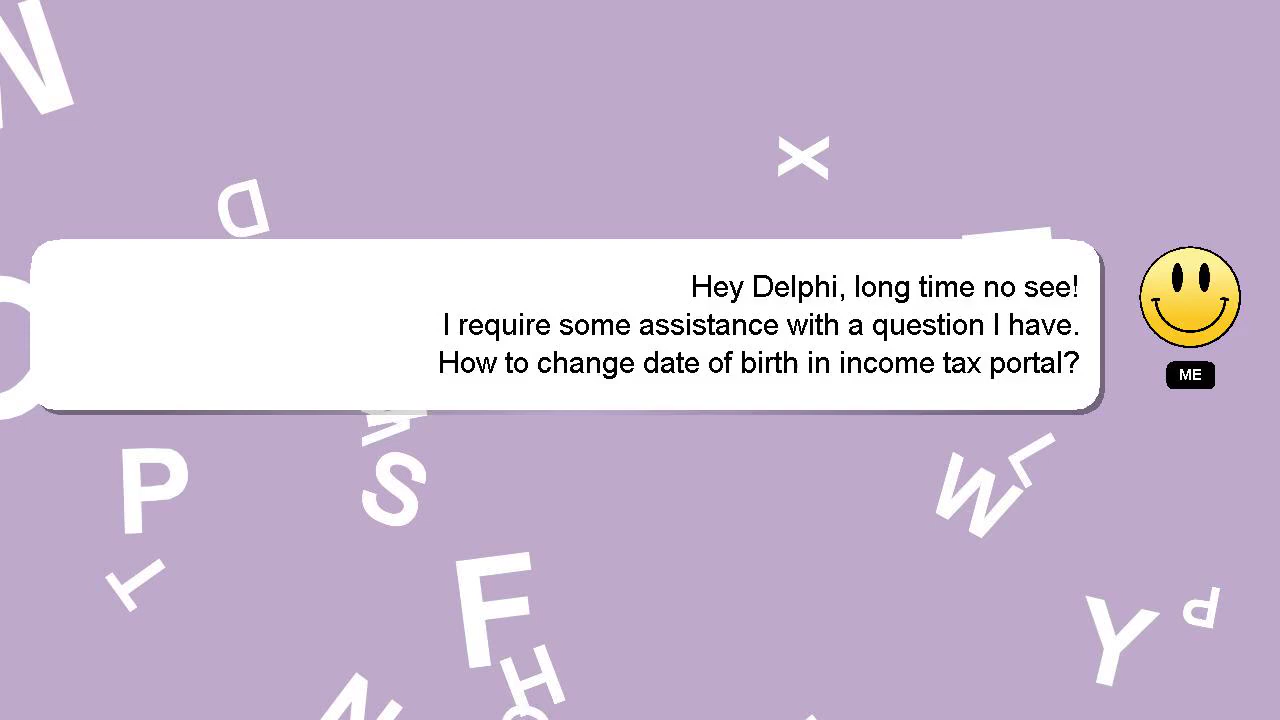 N
D
X
Hey Delphi, long time no see!
I require some assistance with a question I have.
How to change date of birth in income tax portal?
ME
P
S
L
W
T
F
H
Y
P
N